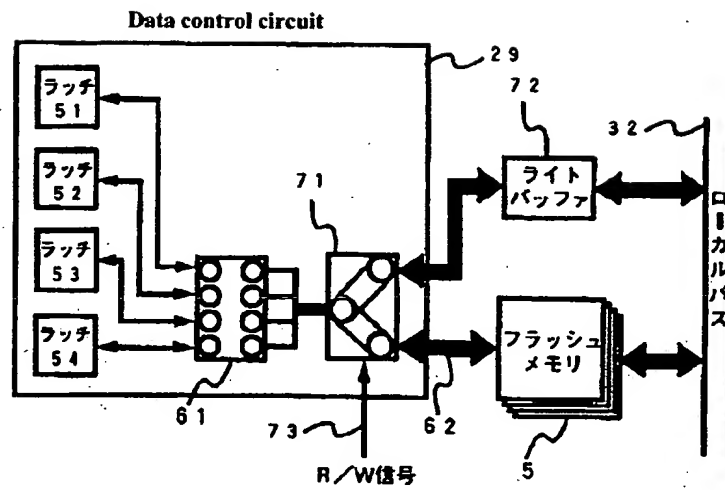 Data control circuit
29
ラッチ
51
ラッチ
52
ラッチ
53
ラッチ
54
61
71
73
R/W信号
62
72
ライト
バッファ
フラッシュ
メモリ
5
32
ローカルバス